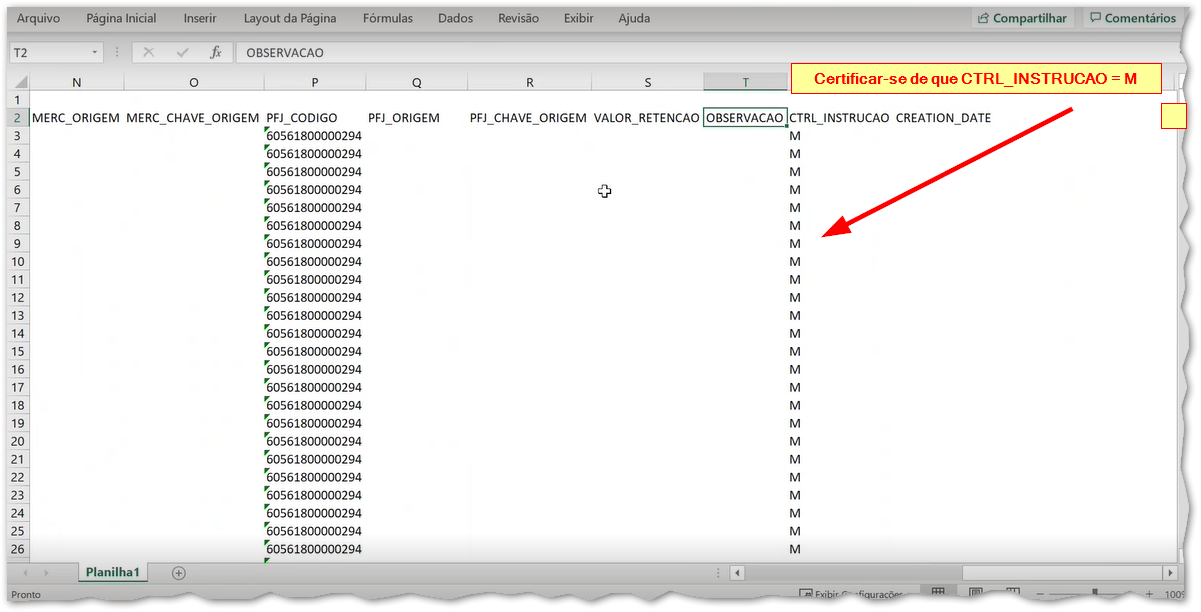 Arquivo Página Inicial Inserir Layout da Página Fórmulas Dados Revisão Exibir Ajuda Compartilhar Comentários
T2 fx OBSERVACAO
Certificar-se de que CTRL_INSTRUCAO = M
N O P Q R S T
1
2 MERC_ORIGEM MERC_CHAVE_ORIGEM PFJ_CODIGO PFJ_ORIGEM PFJ_CHAVE_ORIGEM VALOR_RETENCAO OBSERVACAO CTRL_INSTRUCAO CREATION_DATE
3 60561800000294 M
4 60561800000294 M
5 60561800000294 M
6 60561800000294 M
7 60561800000294 M
8 60561800000294 M
9 60561800000294 M
10 60561800000294 M
11 60561800000294 M
12 60561800000294 M
13 60561800000294 M
14 60561800000294 M
15 60561800000294 M
16 60561800000294 M
17 60561800000294 M
18 60561800000294 M
19 60561800000294 M
20 60561800000294 M
21 60561800000294 M
22 60561800000294 M
23 60561800000294 M
24 60561800000294 M
25 60561800000294 M
26 60561800000294 M
Planilha1
Pronto Exibir Configurações 100%